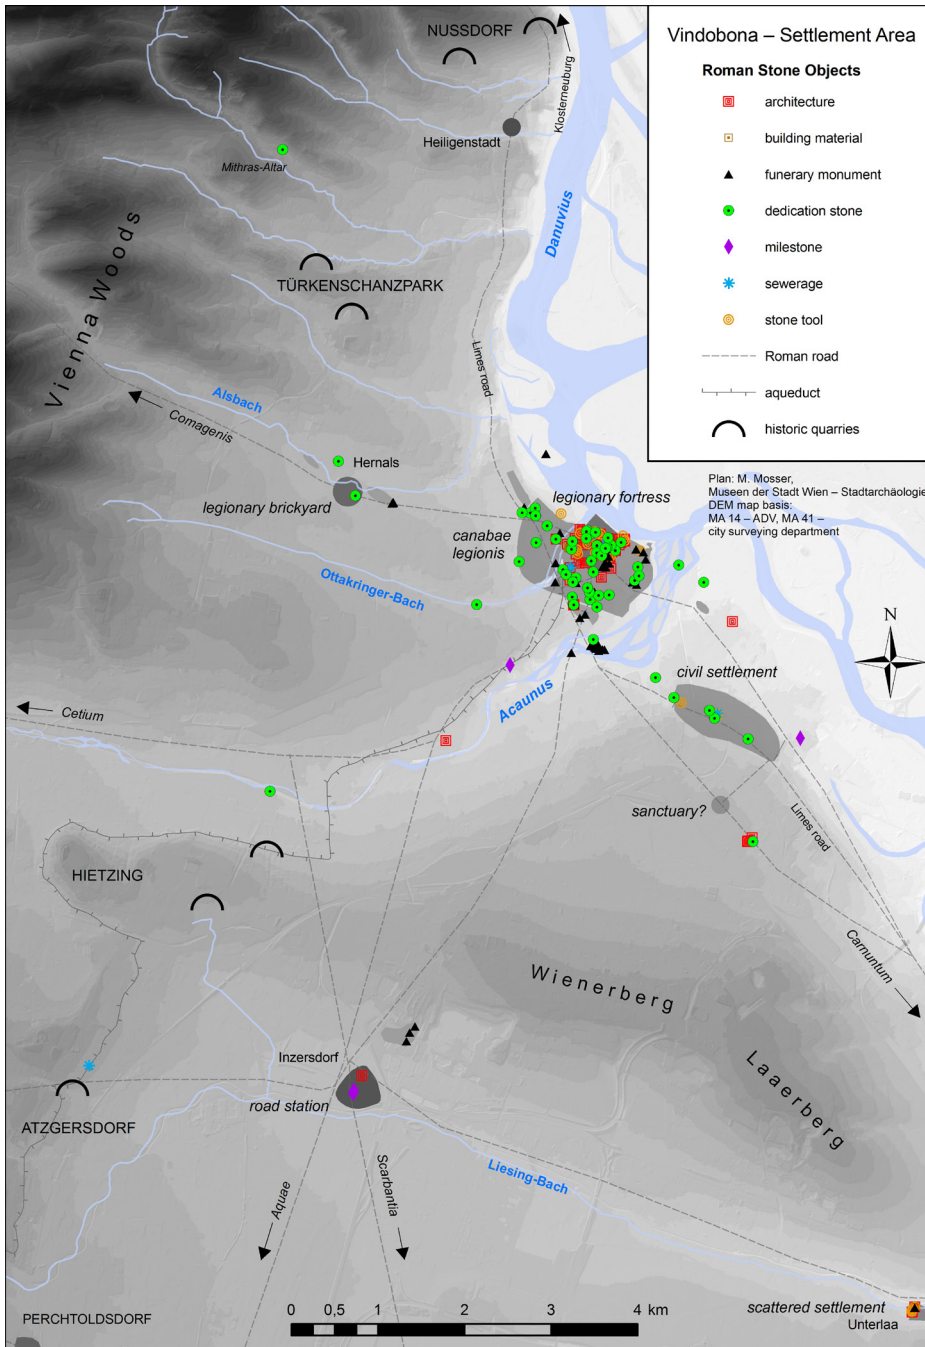 Vindobona – Settlement Area
Roman Stone Objects
architecture
building material
funerary monument
dedication stone
milestone
sewerage
stone tool
Roman road
aqueduct
historic quarries
Plan: M. Mosser,
Museen der Stadt Wien – Stadtarchäologie
DEM map basis:
MA 14 – ADV, MA 41 –
city surveying department
N
NUSSDORF
Klosterneuburg
Heiligenstadt
Mithras-Altar
Danuvius
TÜRKENSCHANZPARK
Vienna Woods
Limes road
Alsbach
Comagenis
Hernals
legionary brickyard
legionary fortress
canabae
legionis
Ottakringer-Bach
Acaunus
civil settlement
Cetium
sanctuary?
Limes road
HIETZING
Carnuntum
Wienerberg
Laaerberg
Inzersdorf
road station
ATZGERSDORF
Aquae
Scarbantia
Liesing-Bach
PERCHTOLDSDORF
0 0,5 1 2 3 4 km
scattered settlement
Unterlaa